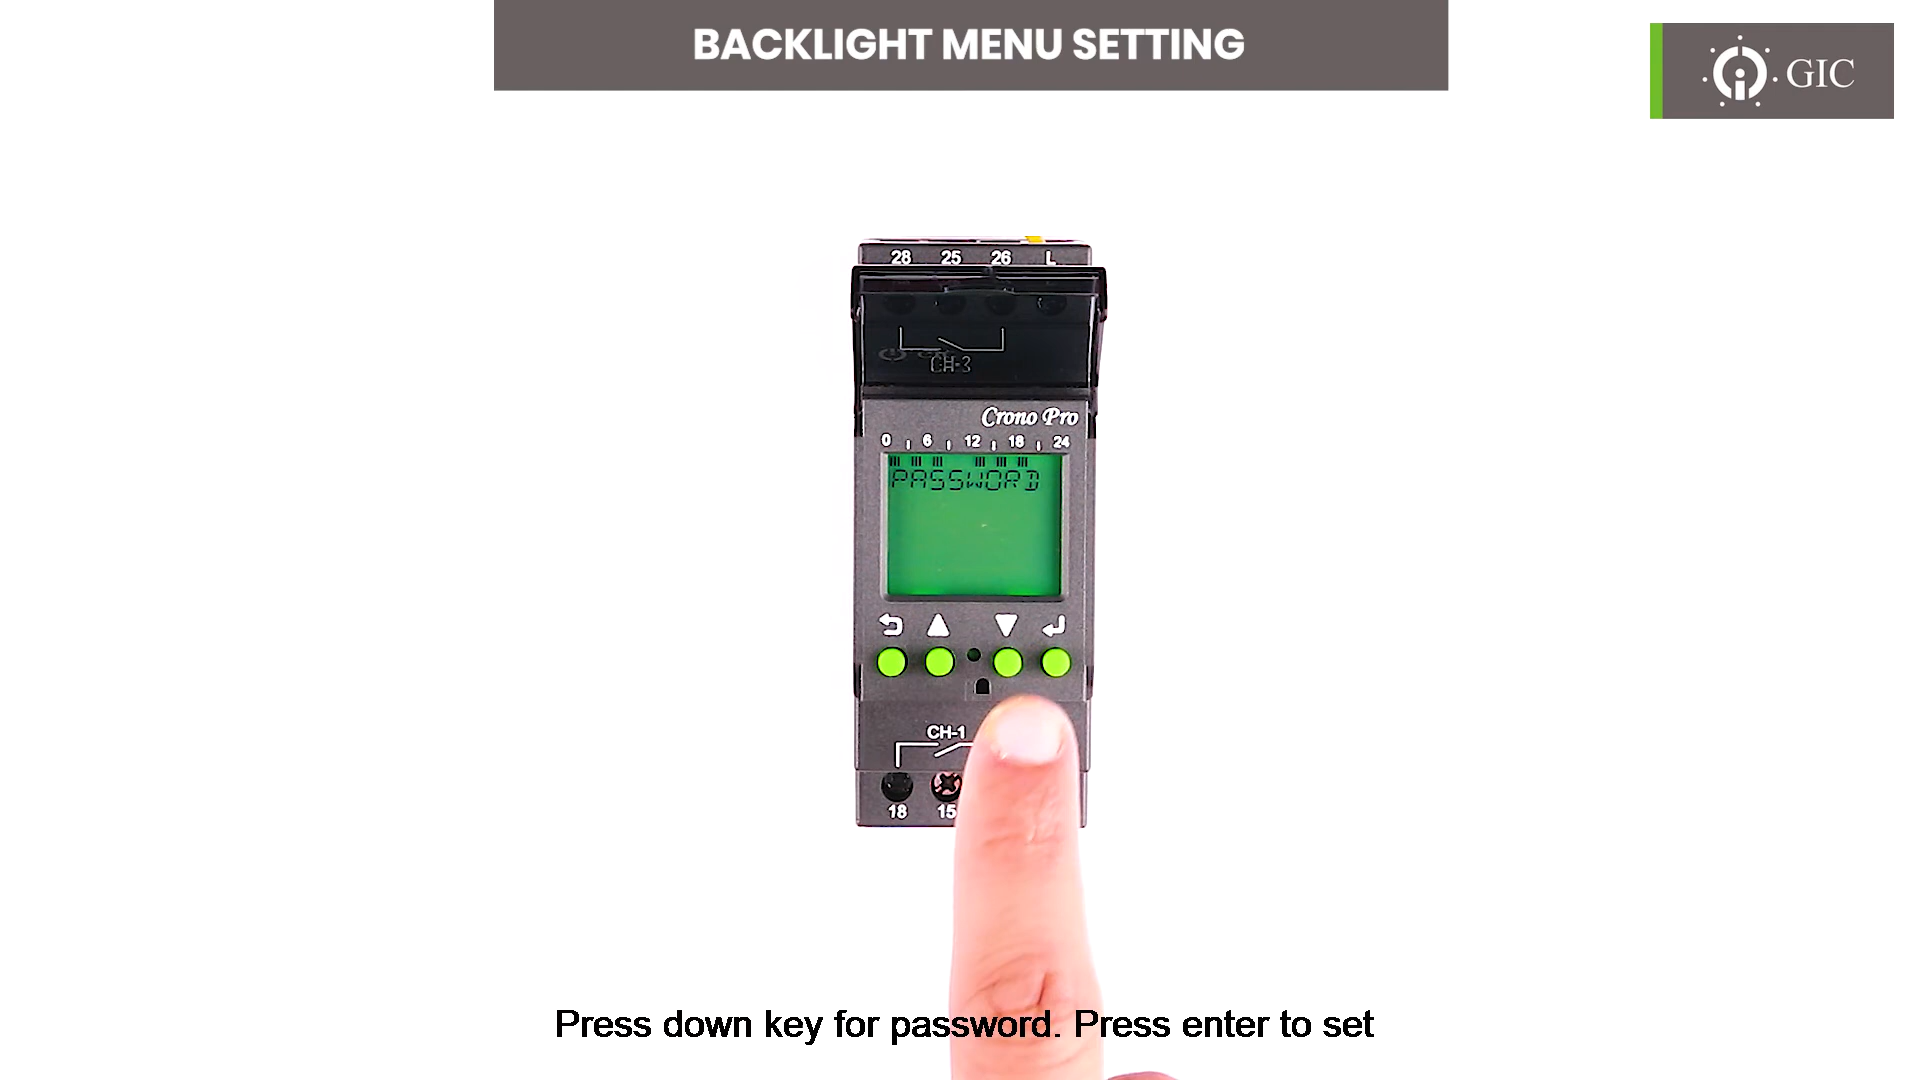 BACKLIGHT MENU SETTING
GIC
28 25 26 L
CH-3
Crono Pro
0 6 12 18 24
PASSWORD
CH-1
18 15
Press down key for password. Press enter to set